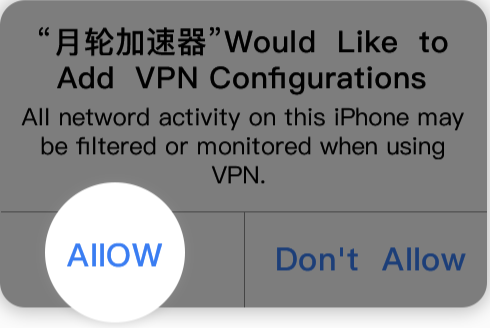 “月轮加速器”Would Like to
Add VPN Configurations
All netword activity on this iPhone may
be filtered or monitored when using
VPN.
AllOW
Don't Allow